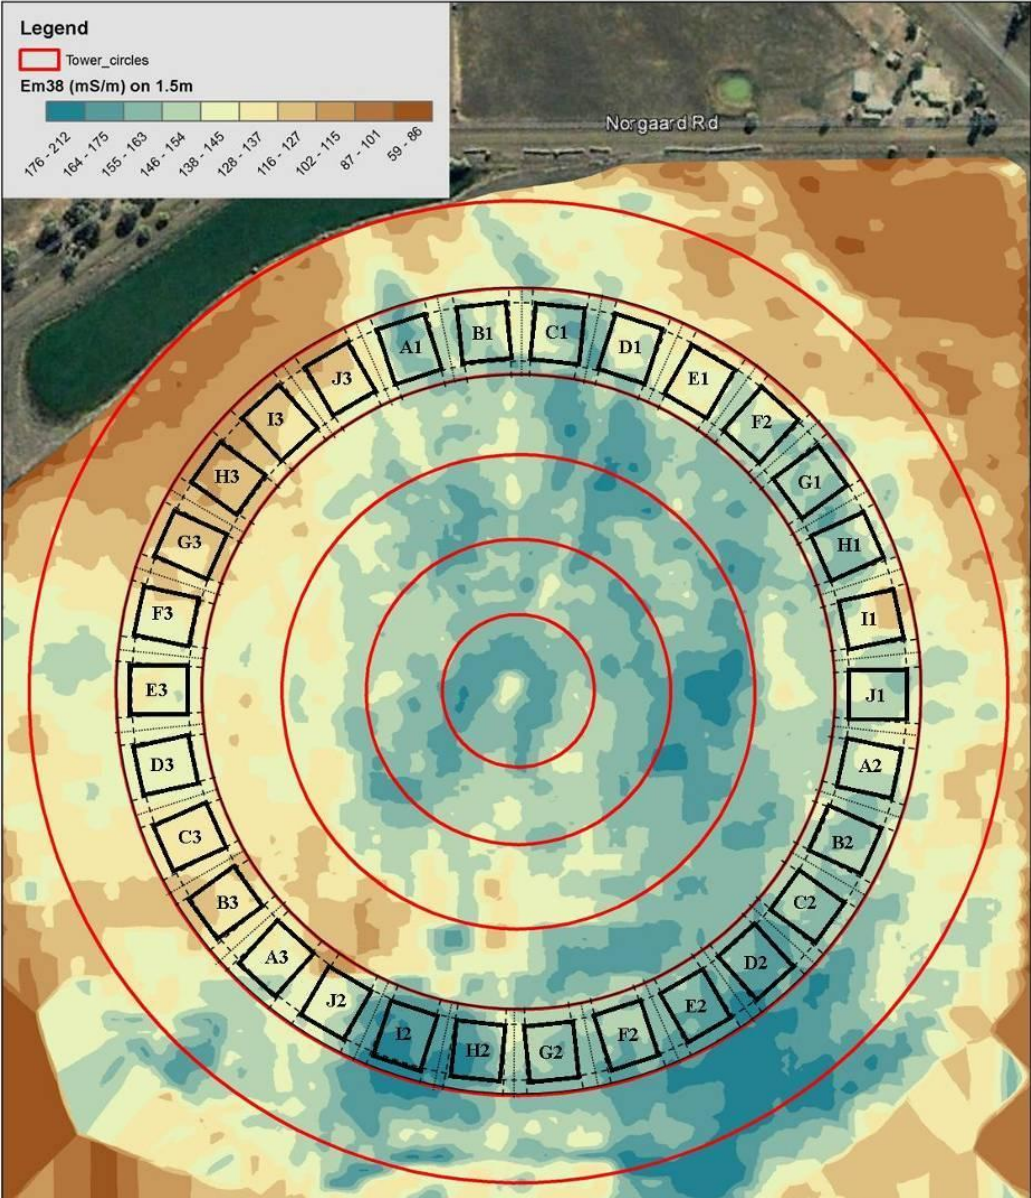 Legend
Tower_circles
Em38 (mS/m) on 1.5m
176 - 212
164 - 175
155 - 163
146 - 154
138 - 145
128 - 137
116 - 127
102 - 115
87 - 101
59 - 86
Norgaard Rd
A1
B1
C1
D1
E1
F2
G1
H1
I1
J1
A2
B2
C2
D2
E2
F2
G2
H2
I2
J2
A3
B3
C3
D3
E3
F3
G3
H3
I3
J3